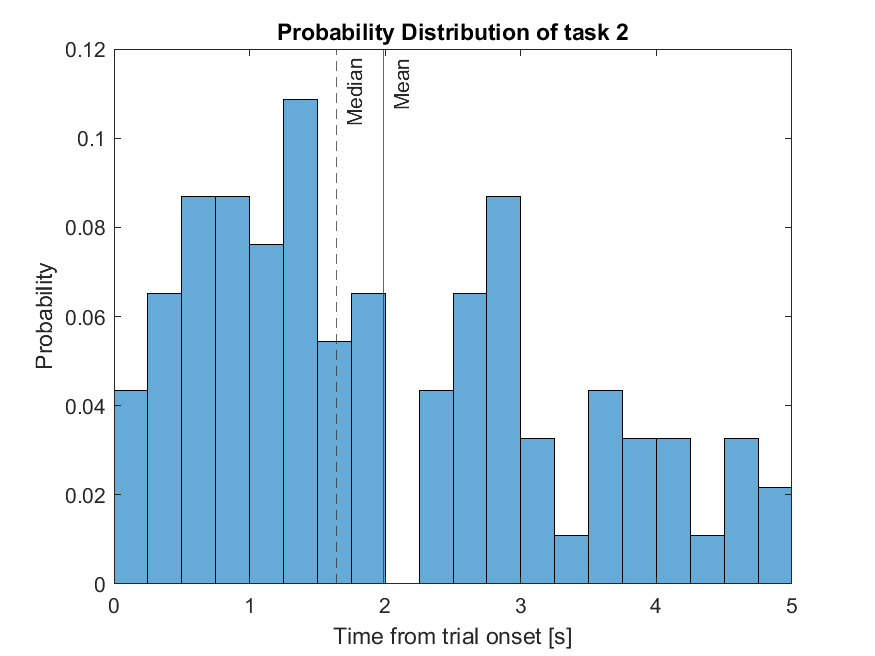 Probability Distribution of task 2
0.12
0.1
0.08
0.06
0.04
0.02
0
Probability
Median
Mean
0 1 2 3 4 5
Time from trial onset [s]